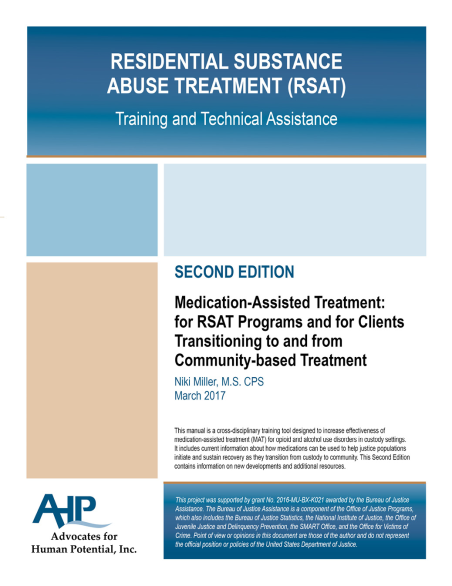 RESIDENTIAL SUBSTANCE
ABUSE TREATMENT (RSAT)
Training and Technical Assistance
SECOND EDITION
Medication-Assisted Treatment:
for RSAT Programs and for Clients
Transitioning to and from
Community-based Treatment
Niki Miller, M.S. CPS
March 2017
This manual is a cross-disciplinary training tool designed to increase effectiveness of
medication-assisted treatment (MAT) for opioid and alcohol use disorders in custody settings.
It includes current information about how medications can be used to help justice populations
initiate and sustain recovery as they transition from custody to community. This Second Edition
contains information on new developments and additional resources.
AHP
Advocates for
Human Potential, Inc.
This project was supported by grant No. 2016-MU-BX-K021 awarded by the Bureau of Justice
Assistance. The Bureau of Justice Assistance is a component of the Office of Justice Programs,
which also includes the Bureau of Justice Statistics, the National Institute of Justice, the Office of
Juvenile Justice and Delinquency Prevention, the SMART Office, and the Office for Victims of
Crime. Point of view or opinions in this document are those of the author and do not represent
the official position or policies of the United States Department of Justice.